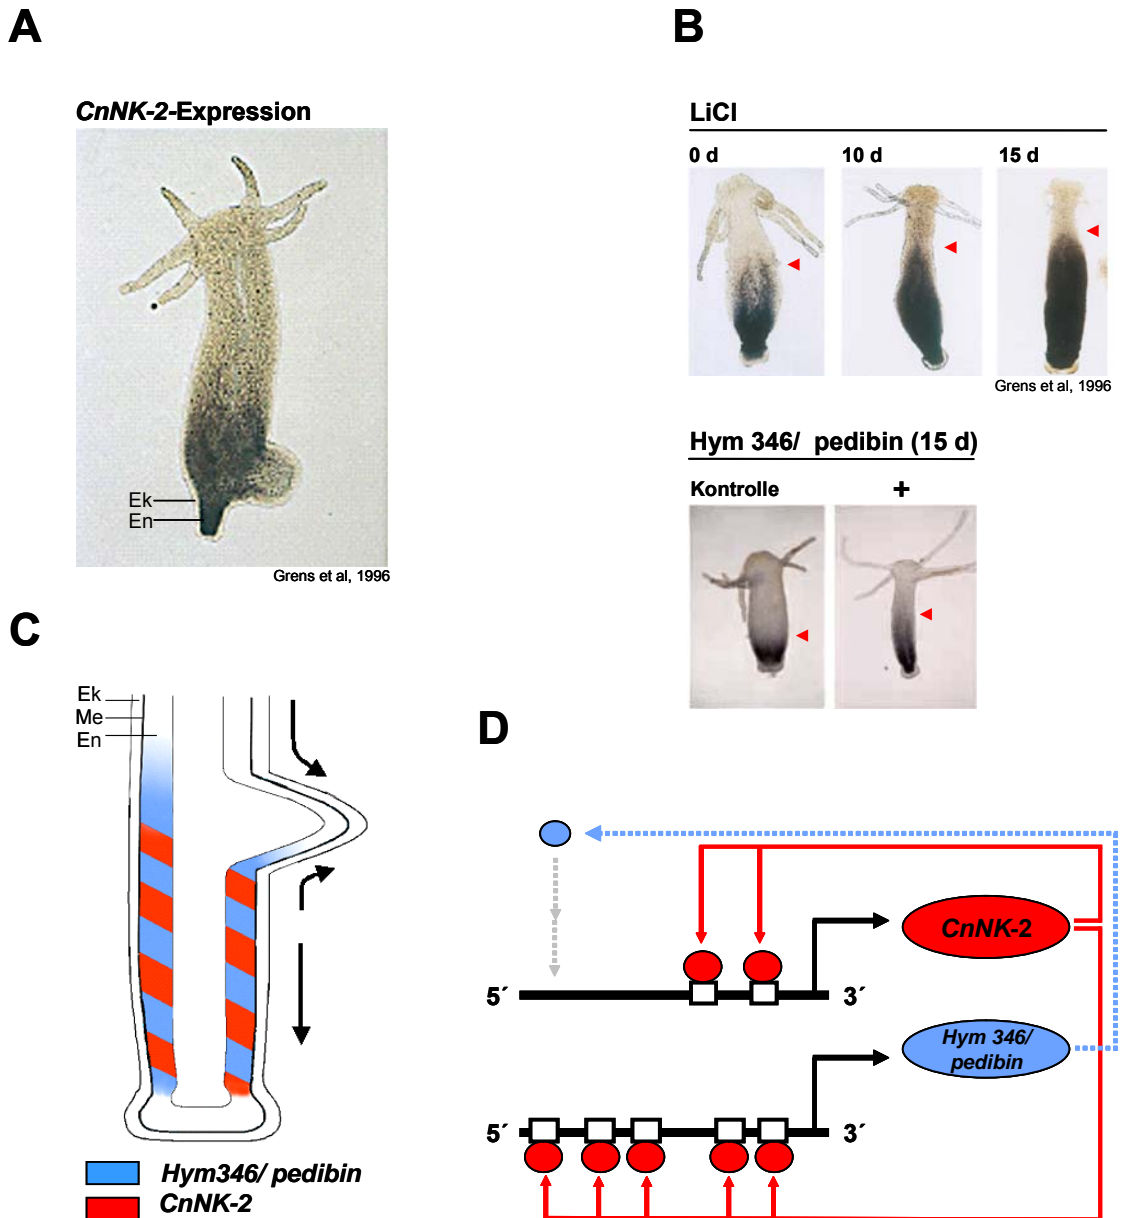 A
CnNK-2-Expression
Ek
En
Grens et al, 1996
B
LiCl
0 d 10 d 15 d
Grens et al, 1996
Hym 346/ pedibin (15 d)
Kontrolle +
C
Ek
Me
En
Hym346/ pedibin
CnNK-2
D
CnNK-2
5´ 3´
Hym 346/
pedibin
5´ 3´